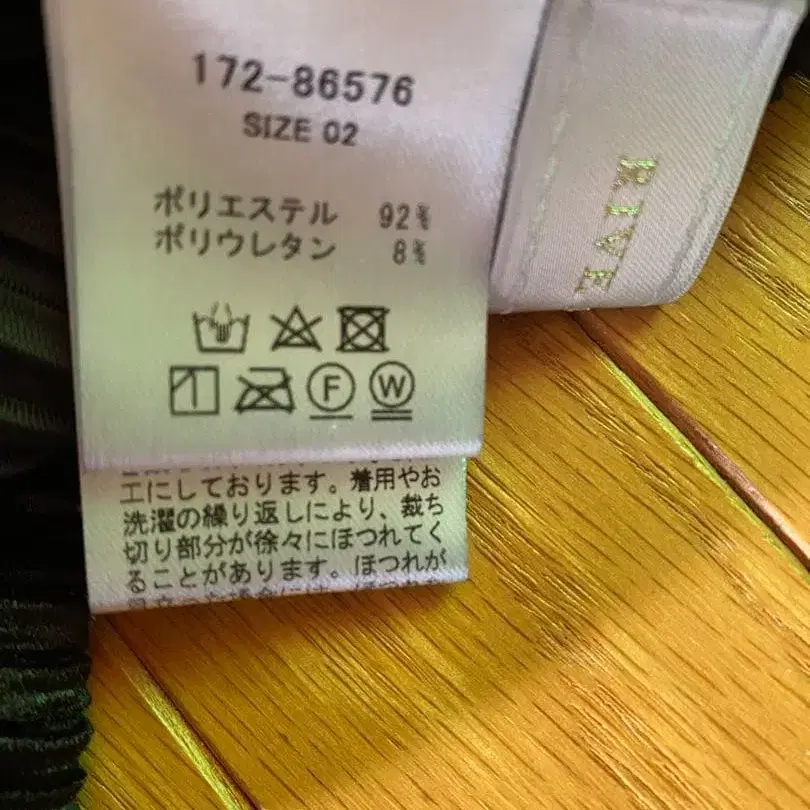 172-86576
SIZE 02
ポリエステル 92%
ポリウレタン 8%
F W
工にしております。着用やお
洗濯の繰り返しにより、裁ち
切り部分が徐々にほつれてく
ることがあります。ほつれが
RIVE